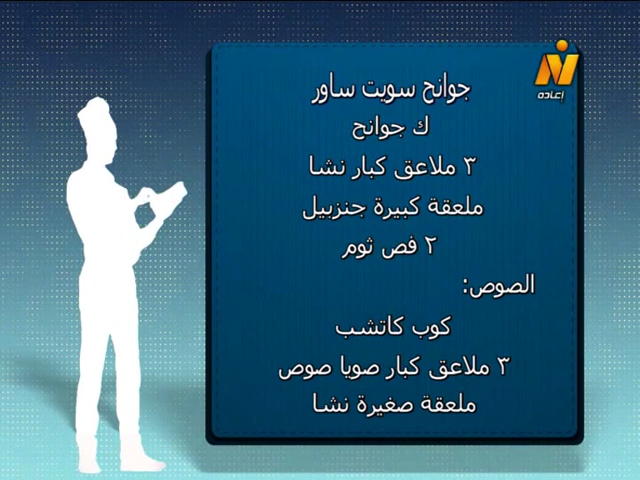 إعاده
جوانح سويت ساور
ك جوانح
٣ ملاعق كبار نشا
ملعقة كبيرة جنزبيل
٢ فص ثوم
الصوص:
كوب كاتشب
٣ ملاعق كبار صويا صوص
ملعقة صغيرة نشا